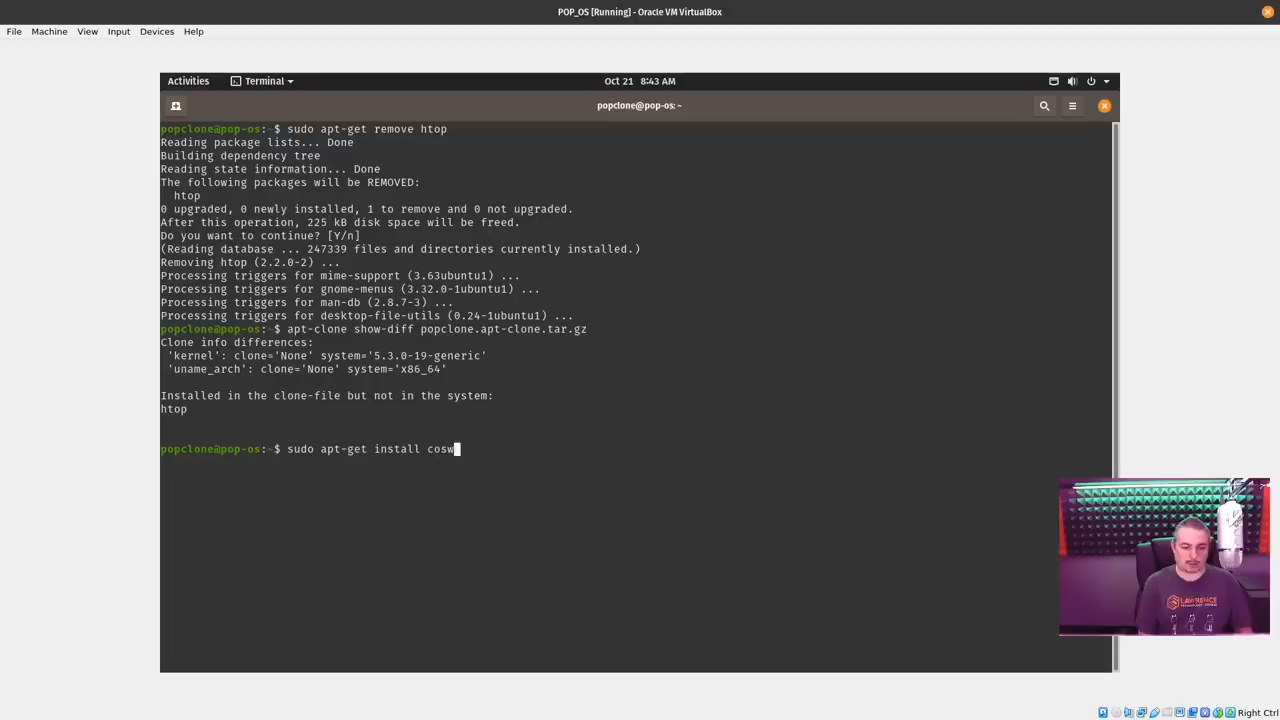 POP_OS [Running] - Oracle VM VirtualBox
File Machine View Input Devices Help
Activities Terminal Oct 21 8:43 AM
popclone@pop-os: ~
popclone@pop-os:~$ sudo apt-get remove htop
Reading package lists... Done
Building dependency tree
Reading state information... Done
The following packages will be REMOVED:
htop
0 upgraded, 0 newly installed, 1 to remove and 0 not upgraded.
After this operation, 225 kB disk space will be freed.
Do you want to continue? [Y/n]
(Reading database ... 247339 files and directories currently installed.)
Removing htop (2.2.0-2) ...
Processing triggers for mime-support (3.63ubuntu1) ...
Processing triggers for gnome-menus (3.32.0-1ubuntu1) ...
Processing triggers for man-db (2.8.7-3) ...
Processing triggers for desktop-file-utils (0.24-1ubuntu1) ...
popclone@pop-os:~$ apt-clone show-diff popclone.apt-clone.tar.gz
Clone info differences:
'kernel': clone='None' system='5.3.0-19-generic'
'uname_arch': clone='None' system='x86_64'
Installed in the clone-file but not in the system:
htop
popclone@pop-os:~$ sudo apt-get install cosw
LAWRENCE
Right Ctrl